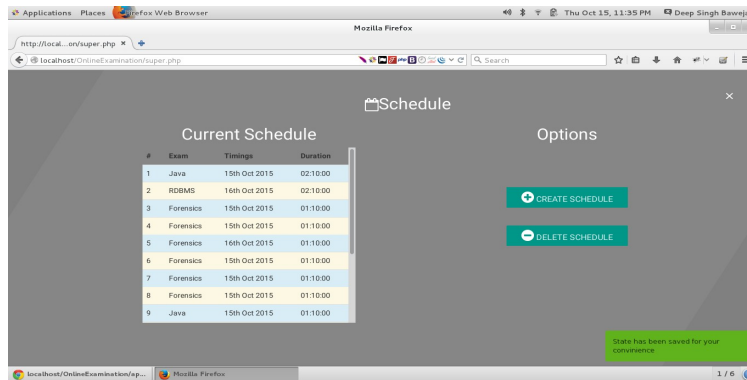 Applications Places Firefox Web Browser Thu Oct 15, 11:35 PM Deep Singh Baweja
Mozilla Firefox
http://local...on/super.php
localhost/OnlineExamination/super.php Search
Schedule
Current Schedule
# Exam Timings Duration
1 Java 15th Oct 2015 02:10:00
2 RDBMS 16th Oct 2015 02:10:00
3 Forensics 15th Oct 2015 01:10:00
4 Forensics 15th Oct 2015 01:10:00
5 Forensics 16th Oct 2015 01:10:00
6 Forensics 15th Oct 2015 01:10:00
7 Forensics 15th Oct 2015 01:10:00
8 Forensics 15th Oct 2015 01:10:00
9 Java 15th Oct 2015 01:10:00
Options
CREATE SCHEDULE
DELETE SCHEDULE
State has been saved for your
convinience
localhost/OnlineExamination/ap... Mozilla Firefox 1 / 6